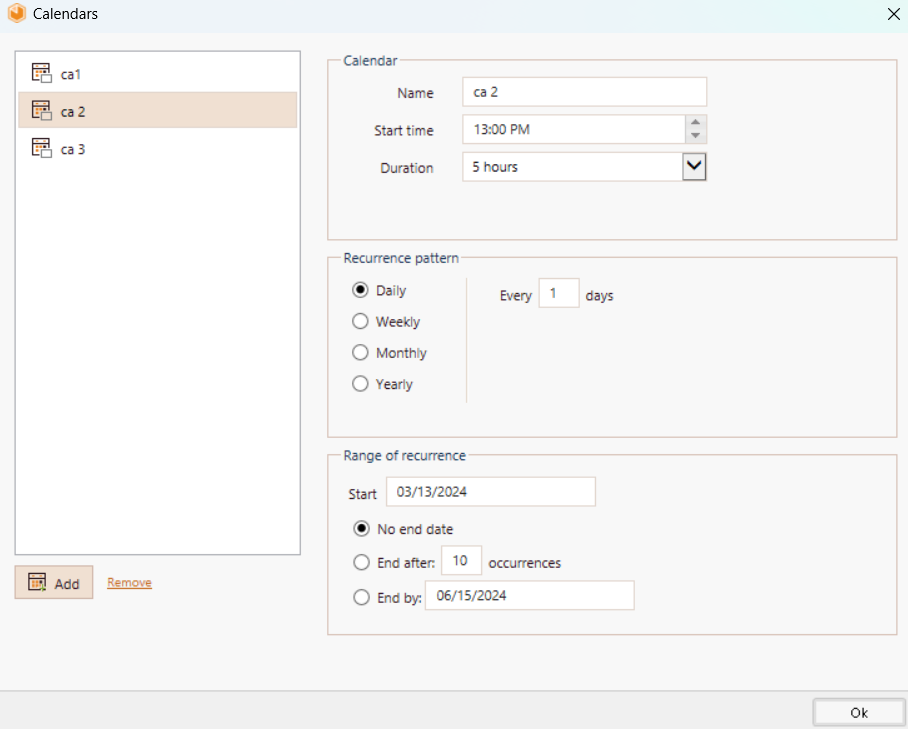 Calendars
ca1
ca 2
ca 3
Add
Remove
Calendar
Name
ca 2
Start time
13:00 PM
Duration
5 hours
Recurrence pattern
Daily
Weekly
Monthly
Yearly
Every 1 days
Range of recurrence
Start 03/13/2024
No end date
End after: 10 occurrences
End by: 06/15/2024
Ok